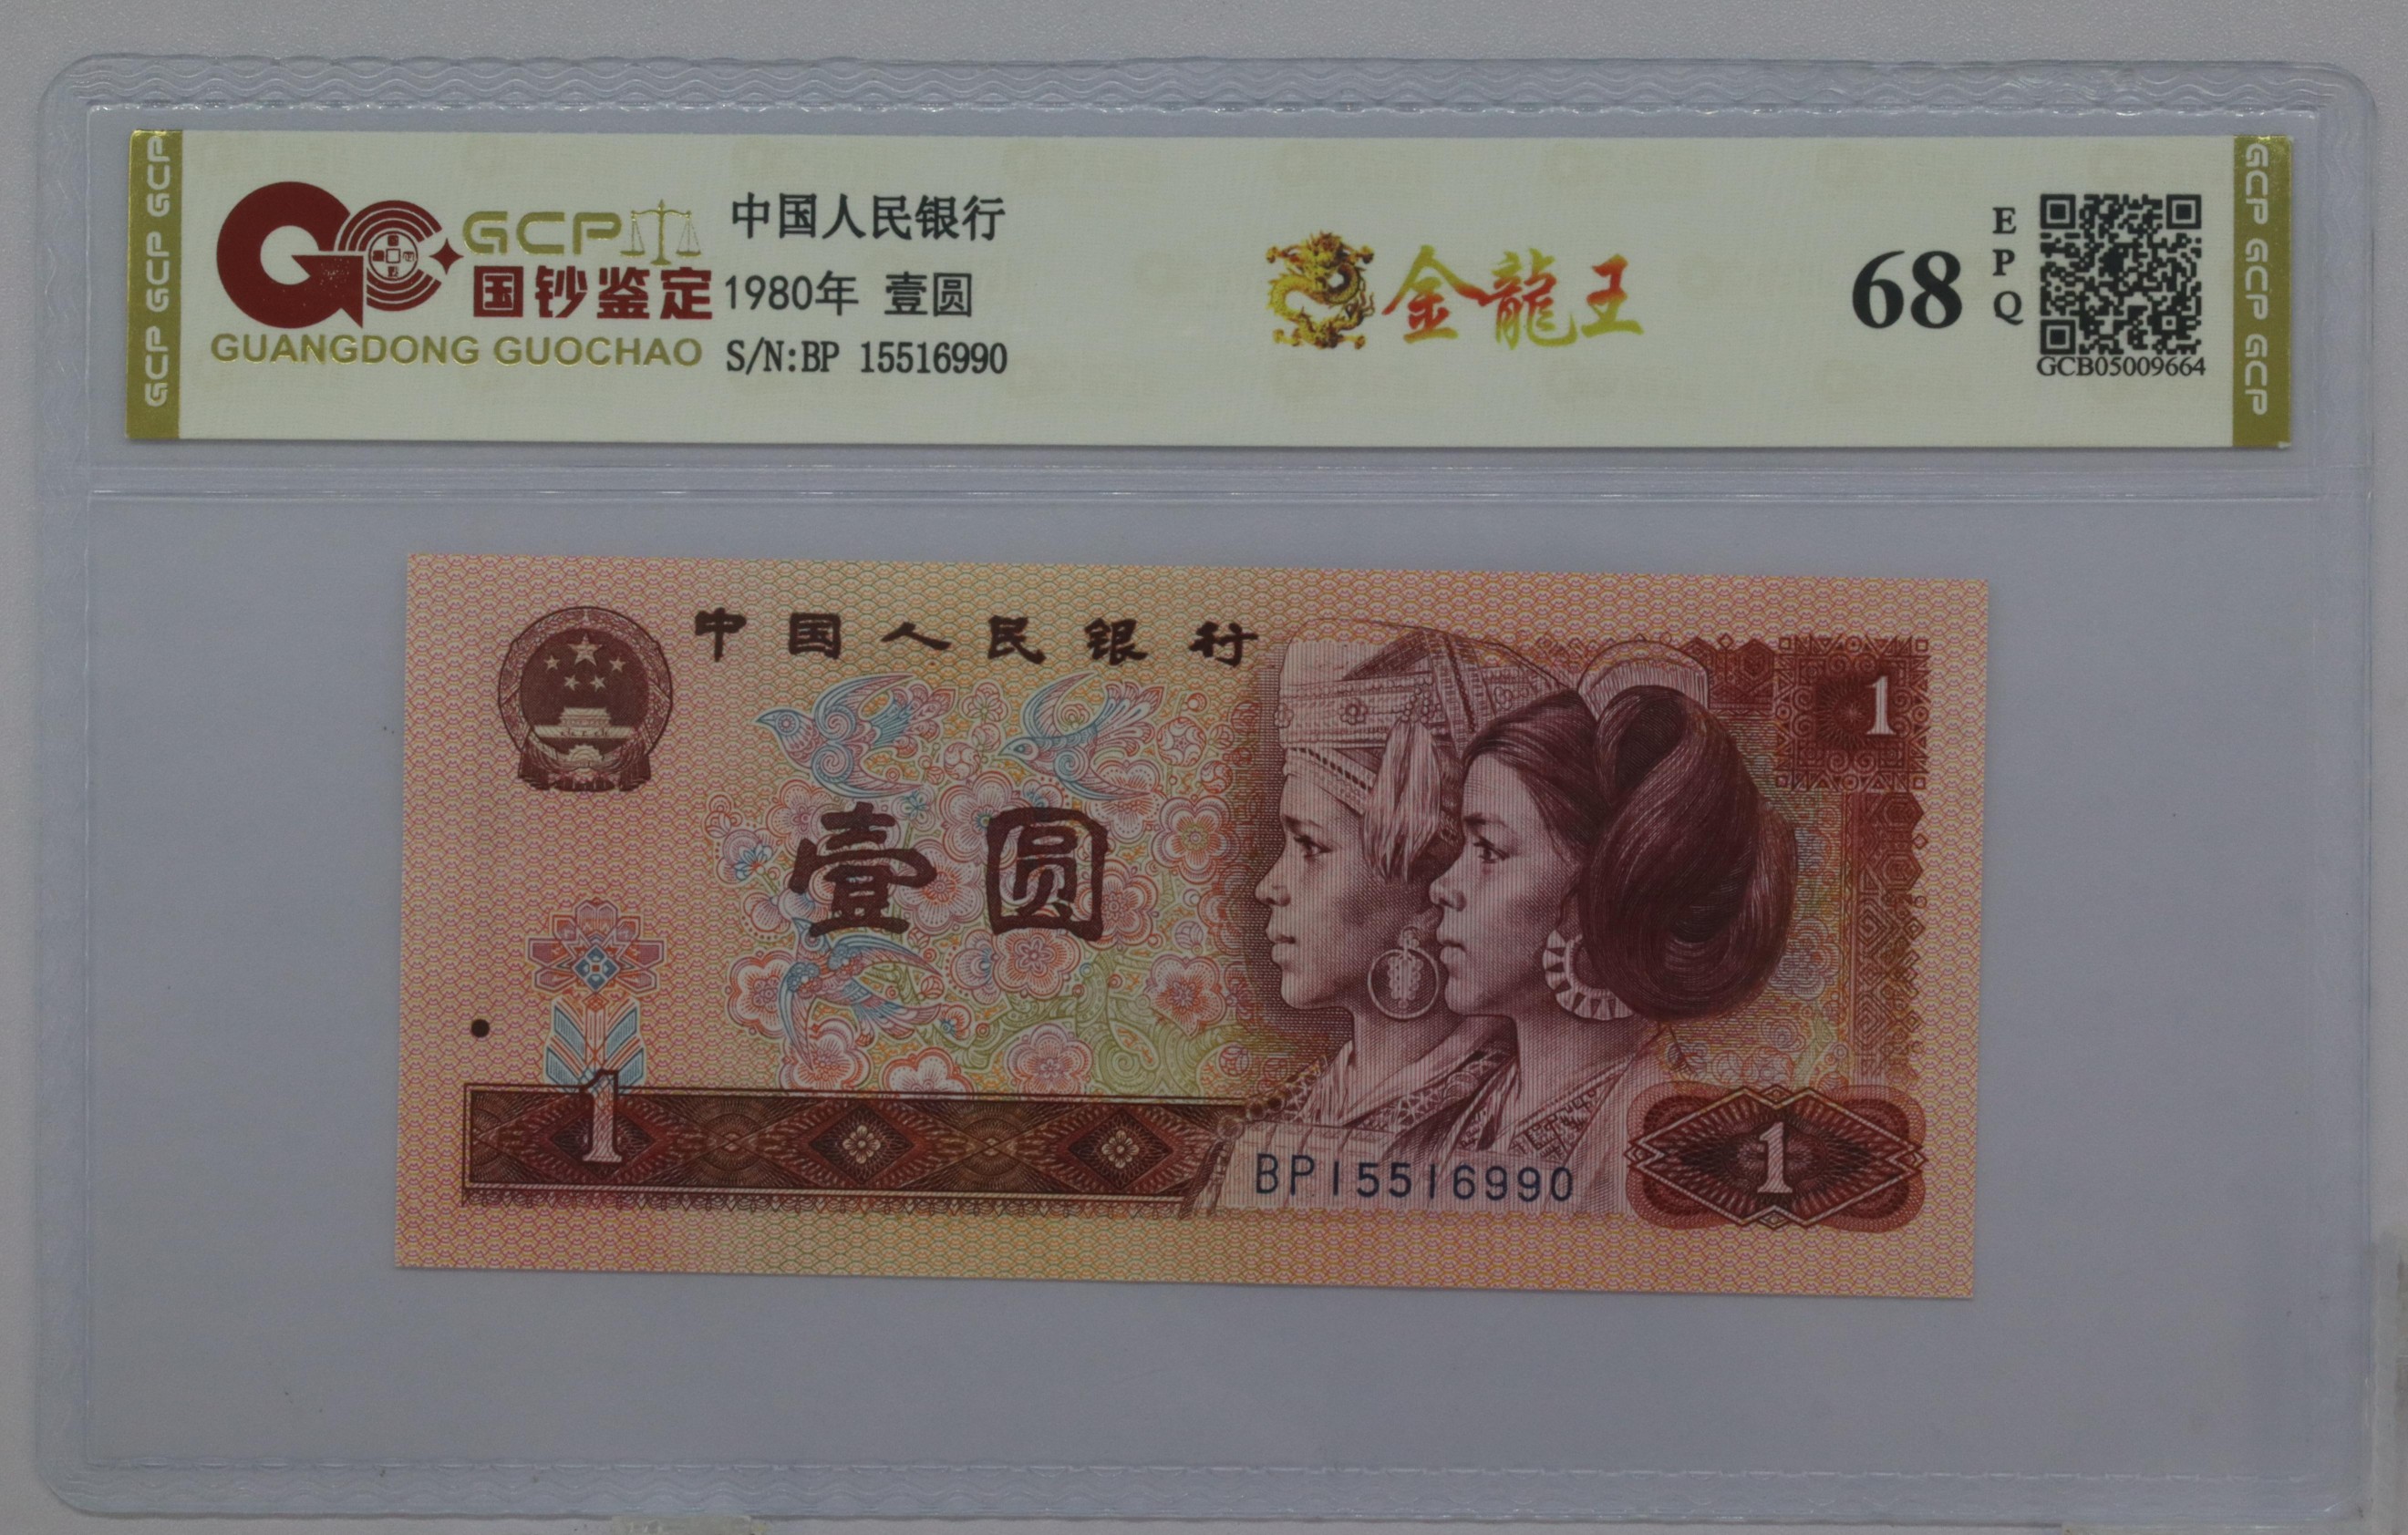 GCP GCP GCP
GCP
国钞鉴定
GUANGDONG GUOCHAO
中国人民银行
1980年 壹圆
S/N:BP 15516990
金龍王
68
EPQ
GCB05009664
GCP GCP GCP
中国人民银行
1
壹圆
1
BP15516990
1